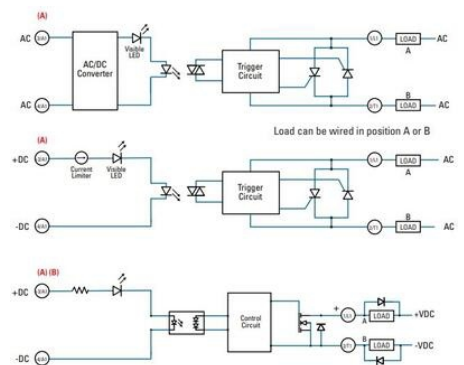 (A)
AC
AC/DC
Converter
Visible
LED
Trigger
Circuit
LOAD
A
AC
AC
B
LOAD
AC
Load can be wired in position A or B
(A)
+DC
Current
Limiter
Visible
LED
Trigger
Circuit
LOAD
A
AC
-DC
B
LOAD
AC
(A) (B)
+DC
Control
Circuit
+
A
LOAD
+VDC
-DC
B
LOAD
-VDC